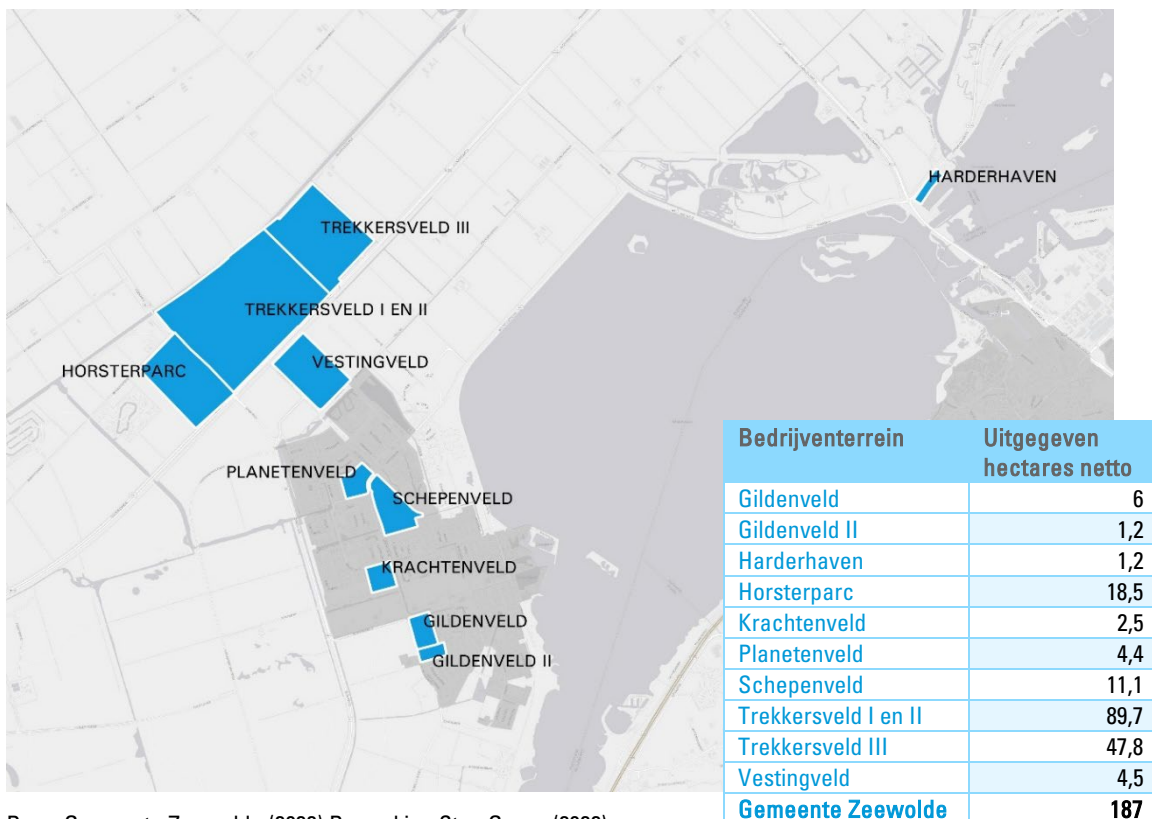 HARDERHAVEN
TREKKERSVELD III
TREKKERSVELD I EN II
VESTINGVELD
HORSTERPARC
PLANETENVELD
SCHEPENVELD
KRACHTENVELD
GILDENVELD
GILDENVELD II
Bedrijventerrein Uitgegeven hectares netto
Gildenveld 6
Gildenveld II 1,2
Harderhaven 1,2
Horsterparc 18,5
Krachtenveld 2,5
Planetenveld 4,4
Schepenveld 11,1
Trekkersveld I en II 89,7
Trekkersveld III 47,8
Vestingveld 4,5
Gemeente Zeewolde 187